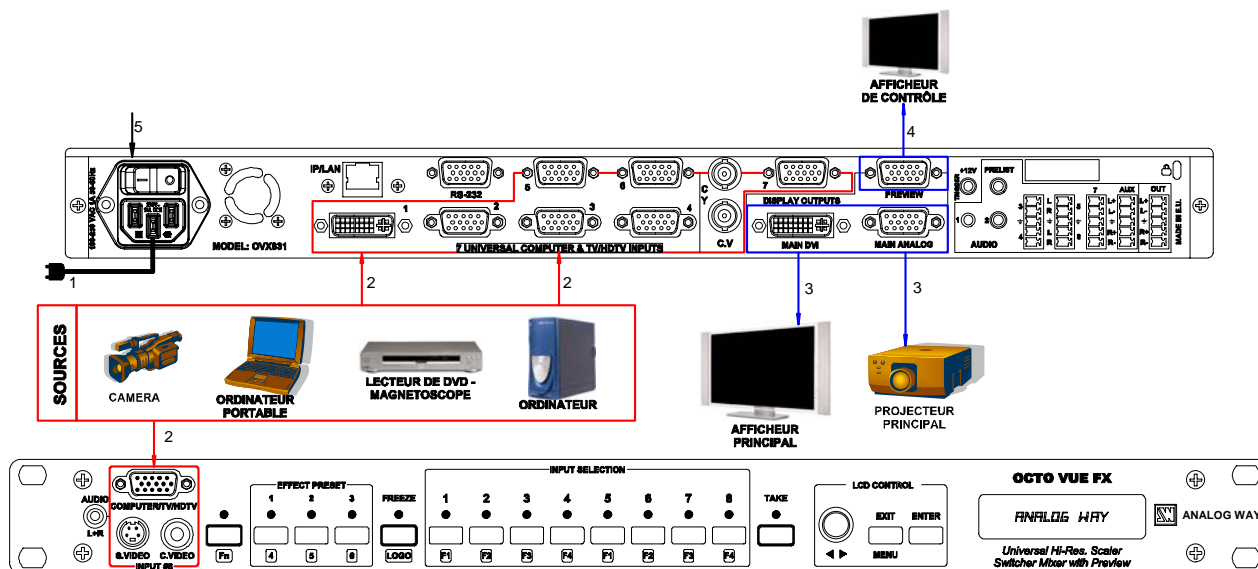 AFFICHEUR
DE CONTRÔLE
5
4
IP/LAN
RS-232
5
6
C
Y
7
DISPLAY OUTPUTS
PREVIEW
TRIGGER
+12V
PRELIST
1
2
3
4
C.V
MAIN DVI
MAIN ANALOG
1
2
AUDIO
7
AUX
OUT
3
4
L
R
L
R
L+
L-
R+
R-
L+
L-
R+
R-
MADE IN E.U.
MODEL: OVX831
7 UNIVERSAL COMPUTER & TV/HDTV INPUTS
1
2
2
3
3
SOURCES
CAMERA
ORDINATEUR
PORTABLE
LECTEUR DE DVD -
MAGNETOSCOPE
ORDINATEUR
AFFICHEUR
PRINCIPAL
PROJECTEUR
PRINCIPAL
2
AUDIO
L+R
COMPUTER/TV/HDTV
S.VIDEO
C.VIDEO
INPUT #8
Fn
EFFECT PRESET
1 2 3
4 5 6
FREEZE
LOGO
INPUT SELECTION
1 2 3 4 5 6 7 8
F1 F2 F3 F4 F1 F2 F3 F4
TAKE
LCD CONTROL
EXIT
ENTER
MENU
OCTO VUE FX
ANALOG WAY
ANALOG WAY
Universal Hi-Res. Scaler
Switcher Mixer with Preview